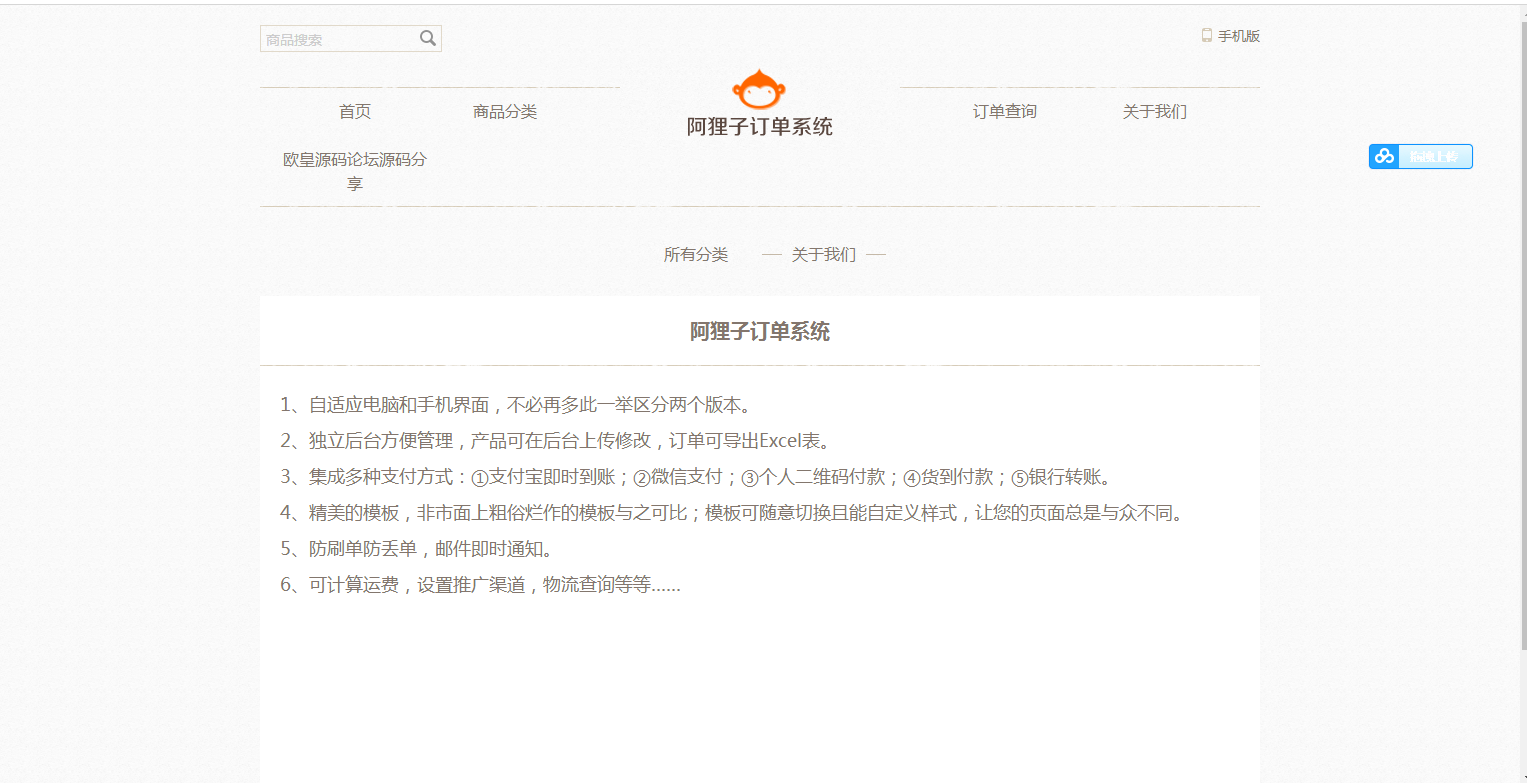 商品搜索
手机版
首页
商品分类
阿狸子订单系统
订单查询
关于我们
欧皇源码论坛源码分
享
所有分类
关于我们
阿狸子订单系统
1、自适应电脑和手机界面，不必再多此一举区分两个版本。
2、独立后台方便管理，产品可在后台上传修改，订单可导出Excel表。
3、集成多种支付方式：①支付宝即时到账；②微信支付；③个人二维码付款；④货到付款；⑤银行转账。
4、精美的模板，非市面上粗俗烂作的模板与之可比；模板可随意切换且能自定义样式，让您的页面总是与众不同。
5、防刷单防丢单，邮件即时通知。
6、可计算运费，设置推广渠道，物流查询等等……